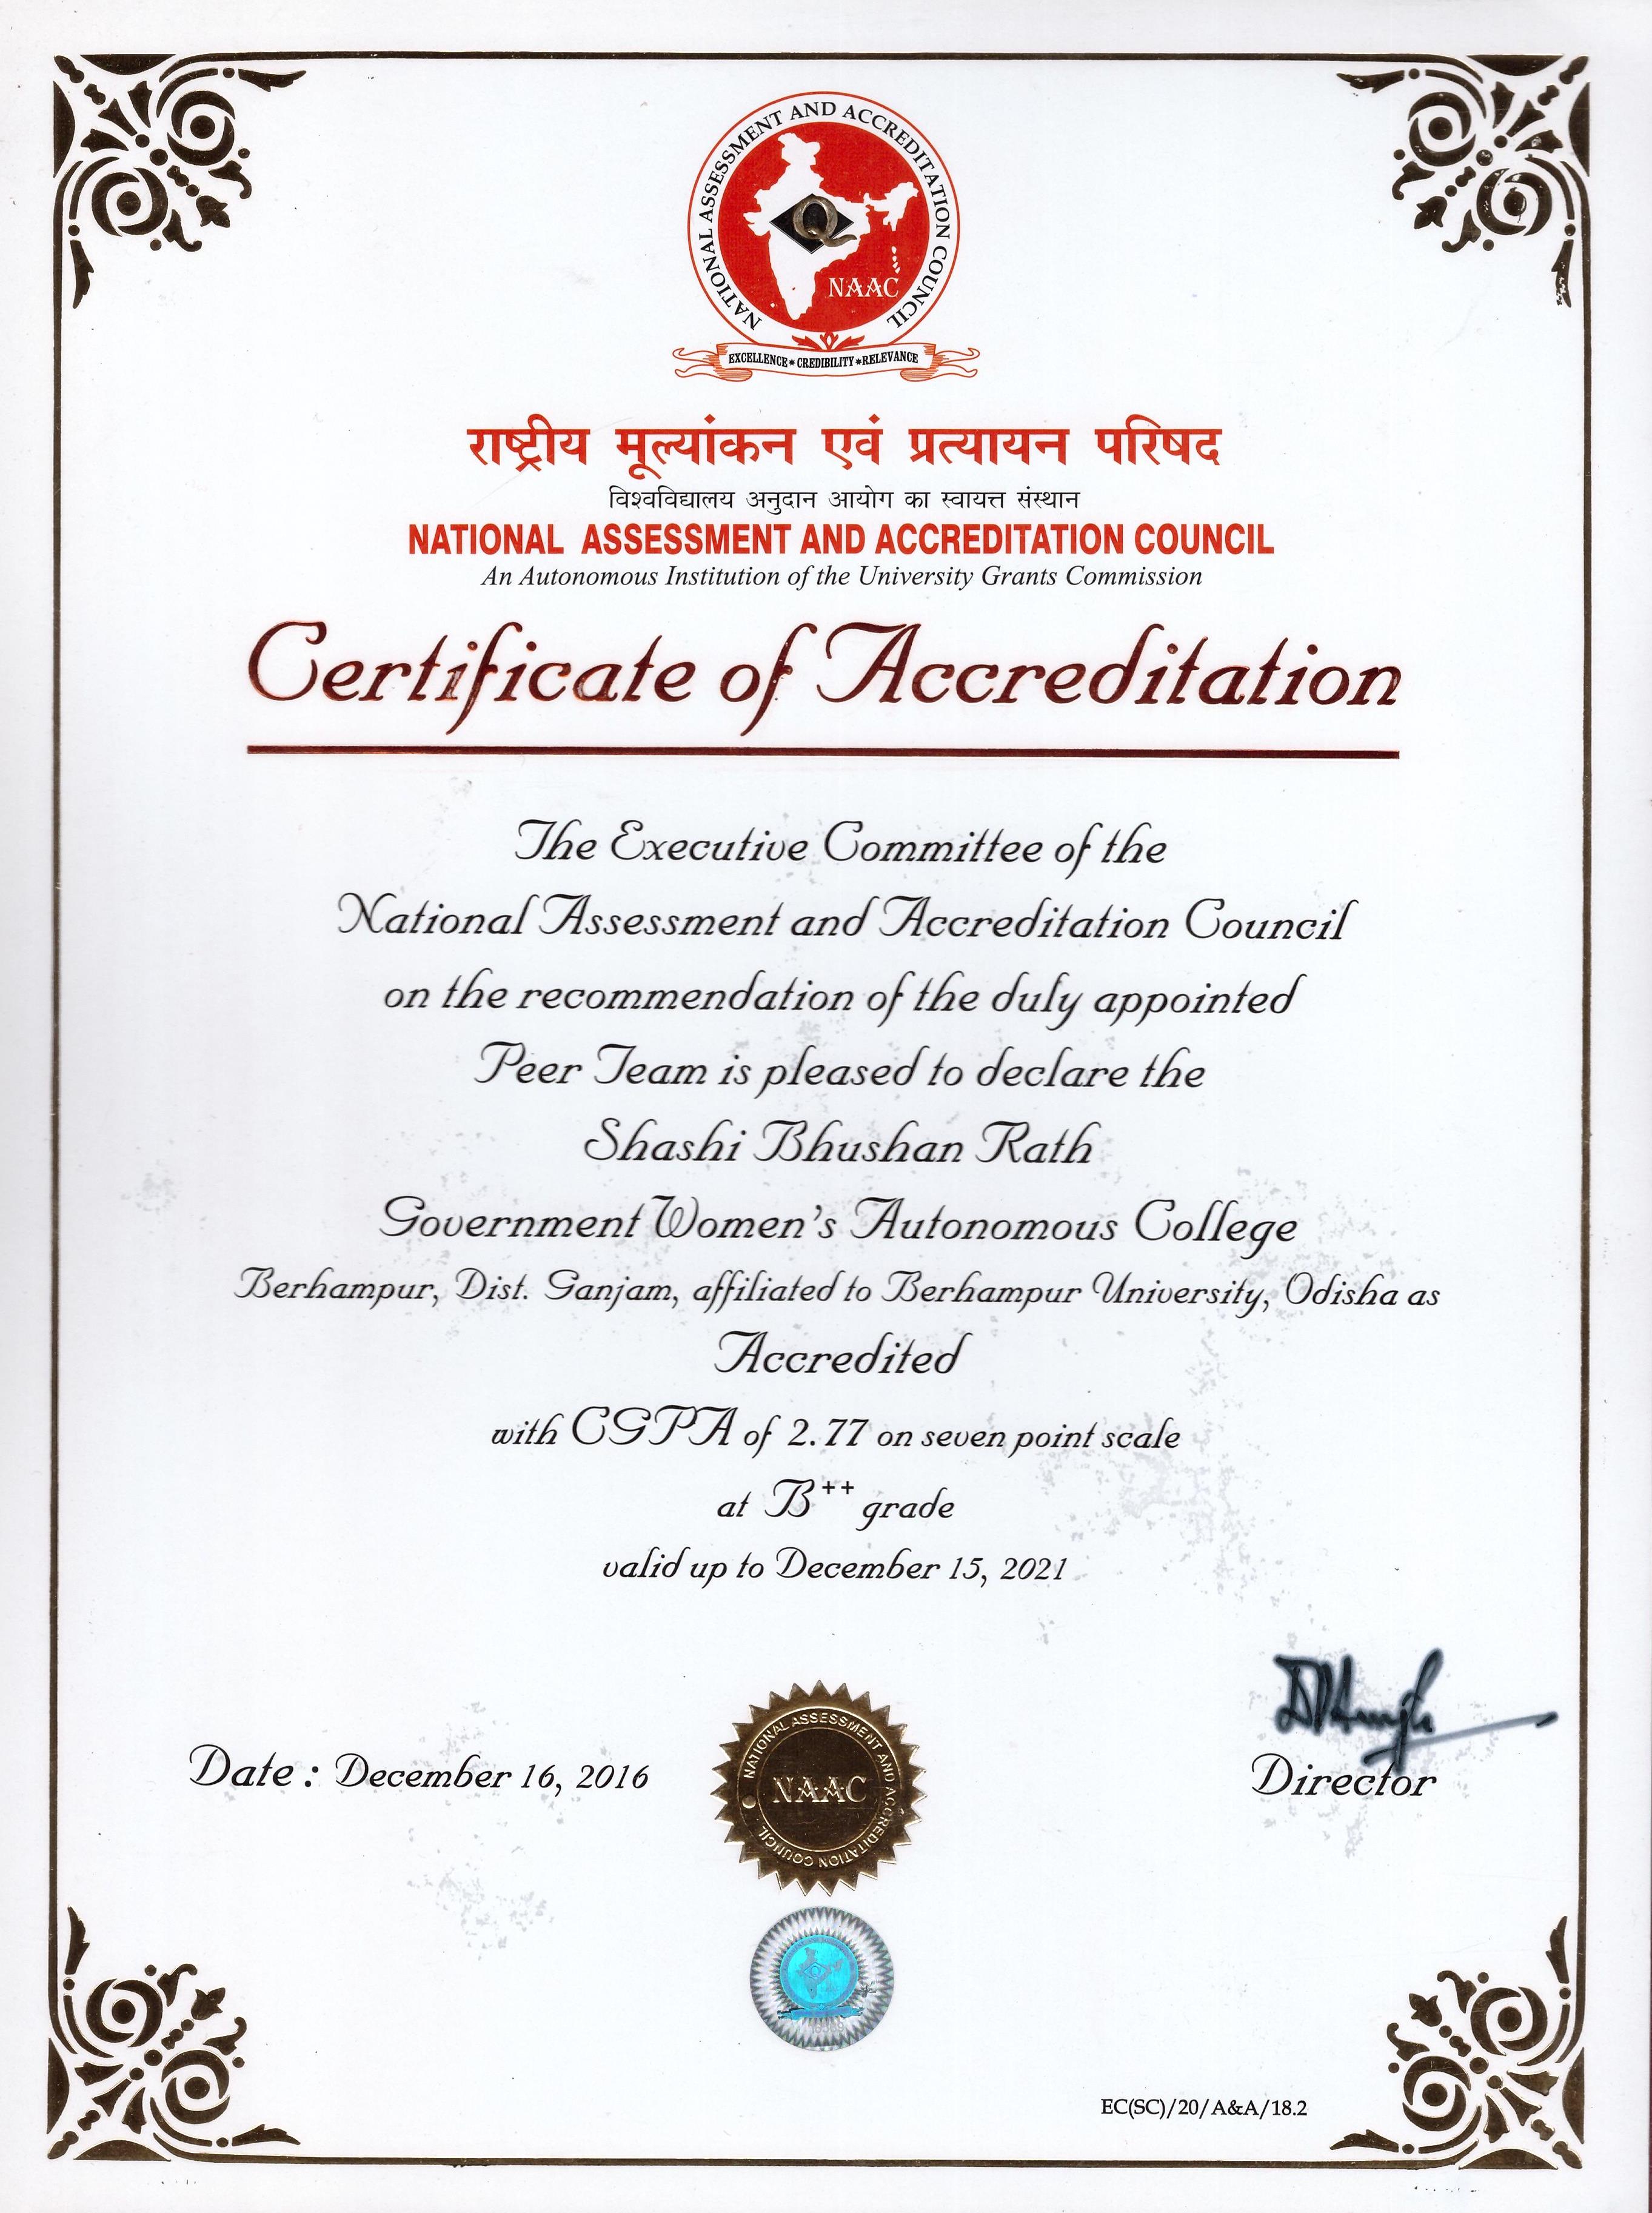 NATIONAL ASSESSMENT AND ACCREDITATION COUNCIL
Q
NAAC
EXCELLENCE * CREDIBILITY * RELEVANCE
राष्ट्रीय मूल्यांकन एवं प्रत्यायन परिषद
विश्वविद्यालय अनुदान आयोग का स्वायत्त संस्थान
NATIONAL ASSESSMENT AND ACCREDITATION COUNCIL
An Autonomous Institution of the University Grants Commission
Certificate of Accreditation
The Executive Committee of the
National Assessment and Accreditation Council
on the recommendation of the duly appointed
Peer Team is pleased to declare the
Shashi Bhushan Rath
Government Women's Autonomous College
Berhampur, Dist. Ganjam, affiliated to Berhampur University, Odisha as
Accredited
with CGPA of 2.77 on seven point scale
at B++ grade
valid up to December 15, 2021
Date : December 16, 2016
NATIONAL ASSESSMENT AND ACCREDITATION COUNCIL
NAAC
Director
EC(SC)/20/A&A/18.2